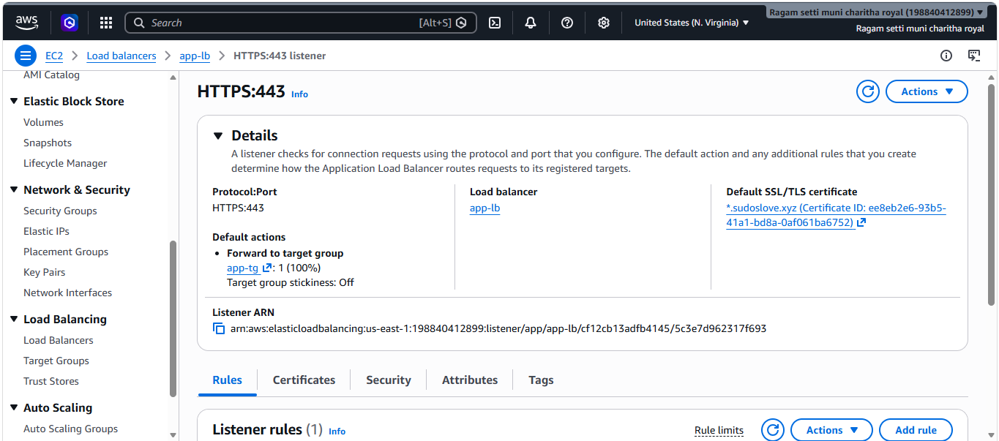 aws
Search [Alt+S]
United States (N. Virginia)
Ragam setti muni charitha royal (198840412899)
Ragam setti muni charitha royal
EC2 > Load balancers > app-lb > HTTPS:443 listener
AMI Catalog
Elastic Block Store
Volumes
Snapshots
Lifecycle Manager
Network & Security
Security Groups
Elastic IPs
Placement Groups
Key Pairs
Network Interfaces
Load Balancing
Load Balancers
Target Groups
Trust Stores
Auto Scaling
Auto Scaling Groups
HTTPS:443 Info
Actions
Details
A listener checks for connection requests using the protocol and port that you configure. The default action and any additional rules that you create
determine how the Application Load Balancer routes requests to its registered targets.
Protocol:Port
HTTPS:443
Default actions
• Forward to target group
app-tg : 1 (100%)
Target group stickiness: Off
Load balancer
app-lb
Default SSL/TLS certificate
*.sudoslove.xyz (Certificate ID: ee8eb2e6-93b5-
41a1-bd8a-0af061ba6752)
Listener ARN
arn:aws:elasticloadbalancing:us-east-1:198840412899:listener/app/app-lb/cf12cb13adfb4145/5c3e7d962317f693
Rules Certificates Security Attributes Tags
Listener rules (1) Info
Rule limits
Actions
Add rule